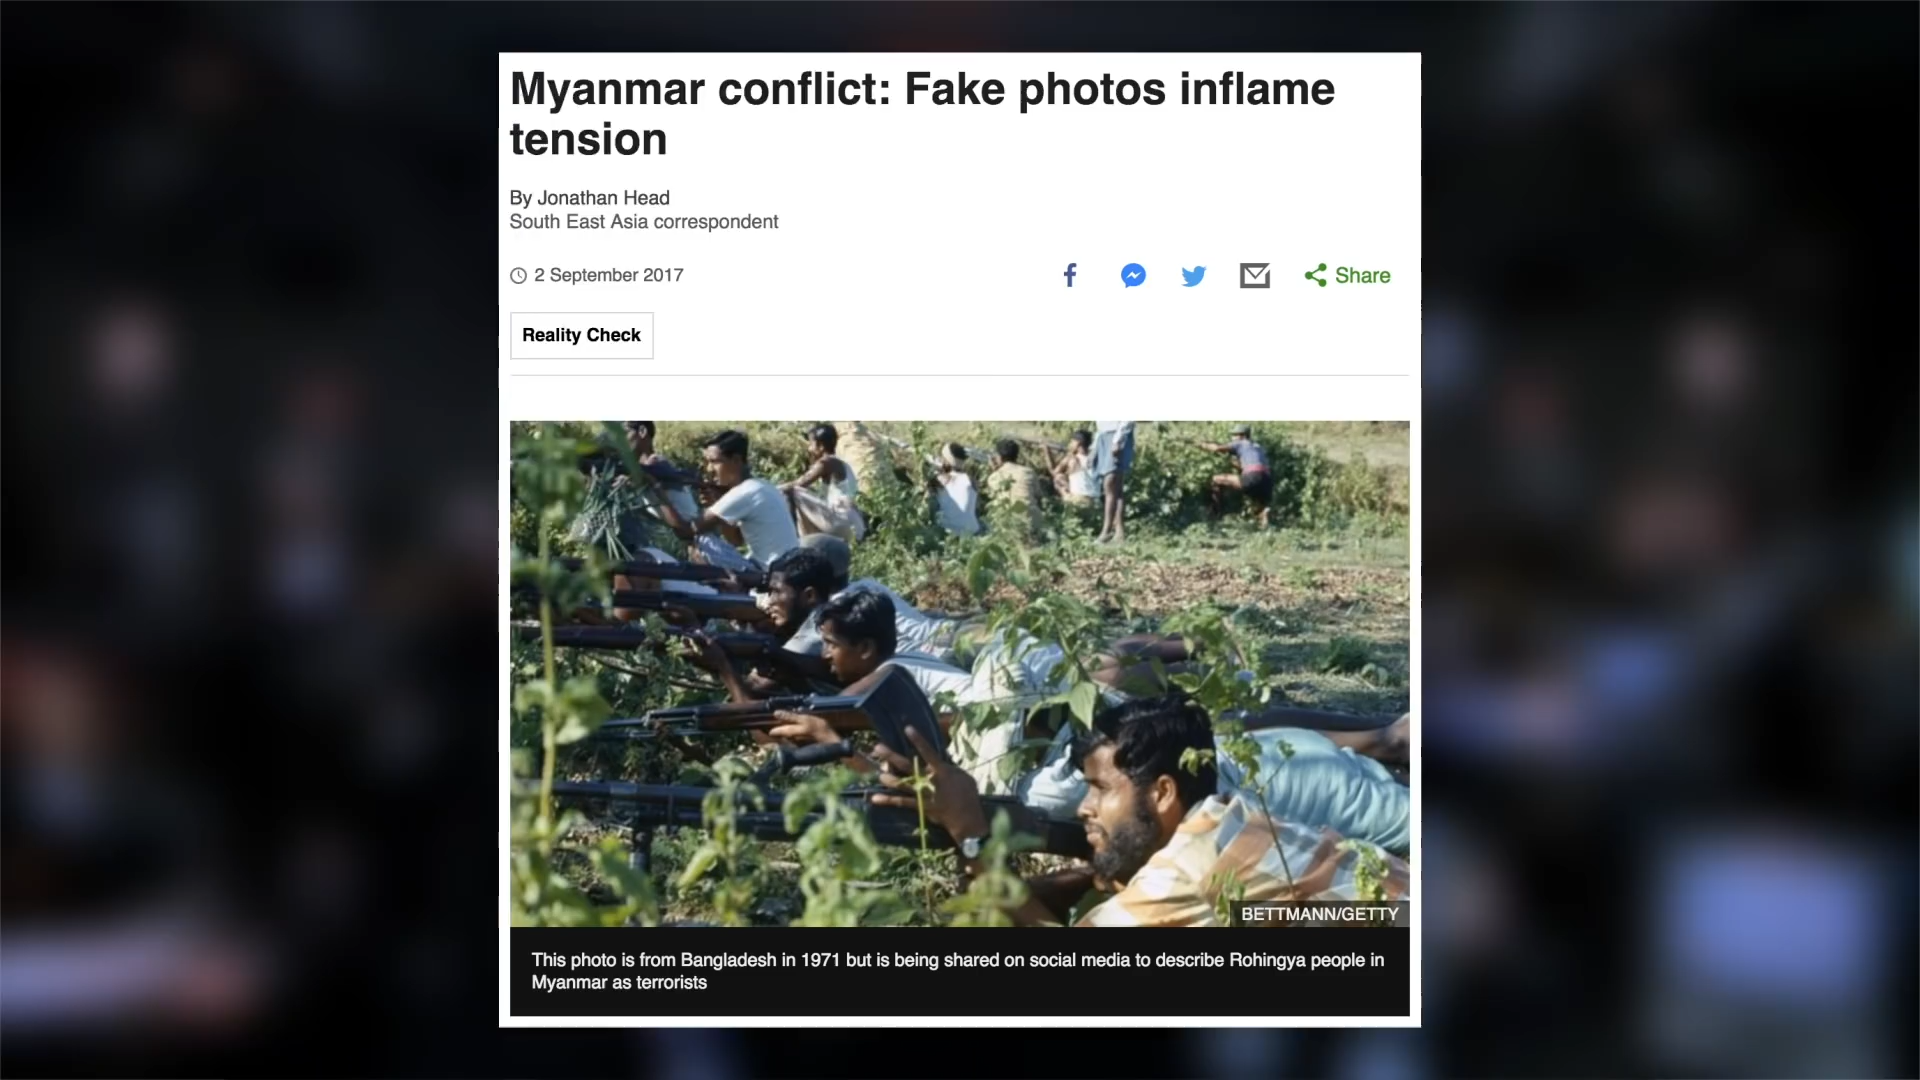 Myanmar conflict: Fake photos inflame
tension
By Jonathan Head
South East Asia correspondent
2 September 2017
Share
Reality Check
BETTMANN/GETTY
This photo is from Bangladesh in 1971 but is being shared on social media to describe Rohingya people in
Myanmar as terrorists